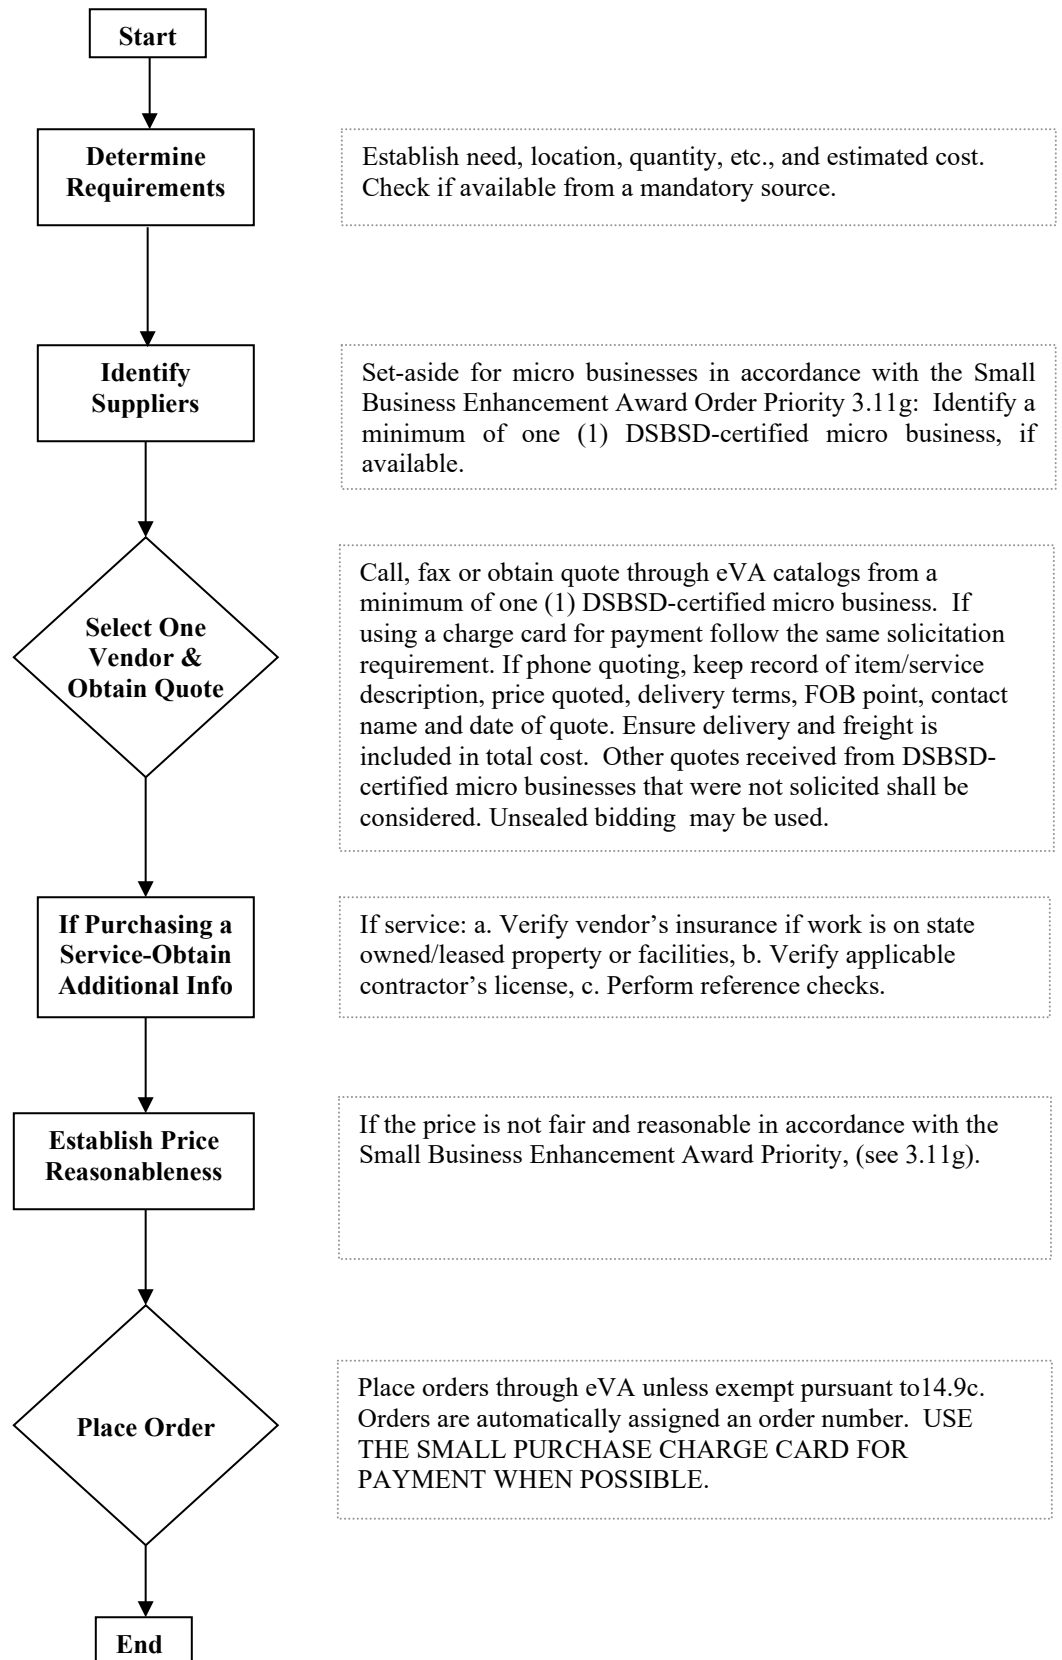 Start
Determine
Requirements
Establish need, location, quantity, etc., and estimated cost.
Check if available from a mandatory source.
Identify
Suppliers
Set-aside for micro businesses in accordance with the Small
Business Enhancement Award Order Priority 3.11g: Identify a
minimum of one (1) DSBSD-certified micro business, if
available.
Select One
Vendor &
Obtain Quote
Call, fax or obtain quote through eVA catalogs from a
minimum of one (1) DSBSD-certified micro business. If
using a charge card for payment follow the same solicitation
requirement. If phone quoting, keep record of item/service
description, price quoted, delivery terms, FOB point, contact
name and date of quote. Ensure delivery and freight is
included in total cost. Other quotes received from DSBSD-
certified micro businesses that were not solicited shall be
considered. Unsealed bidding may be used.
If Purchasing a
Service-Obtain
Additional Info
If service: a. Verify vendor's insurance if work is on state
owned/leased property or facilities, b. Verify applicable
contractor's license, c. Perform reference checks.
Establish Price
Reasonableness
If the price is not fair and reasonable in accordance with the
Small Business Enhancement Award Priority, (see 3.11g).
Place Order
Place orders through eVA unless exempt pursuant to14.9c.
Orders are automatically assigned an order number. USE
THE SMALL PURCHASE CHARGE CARD FOR
PAYMENT WHEN POSSIBLE.
End